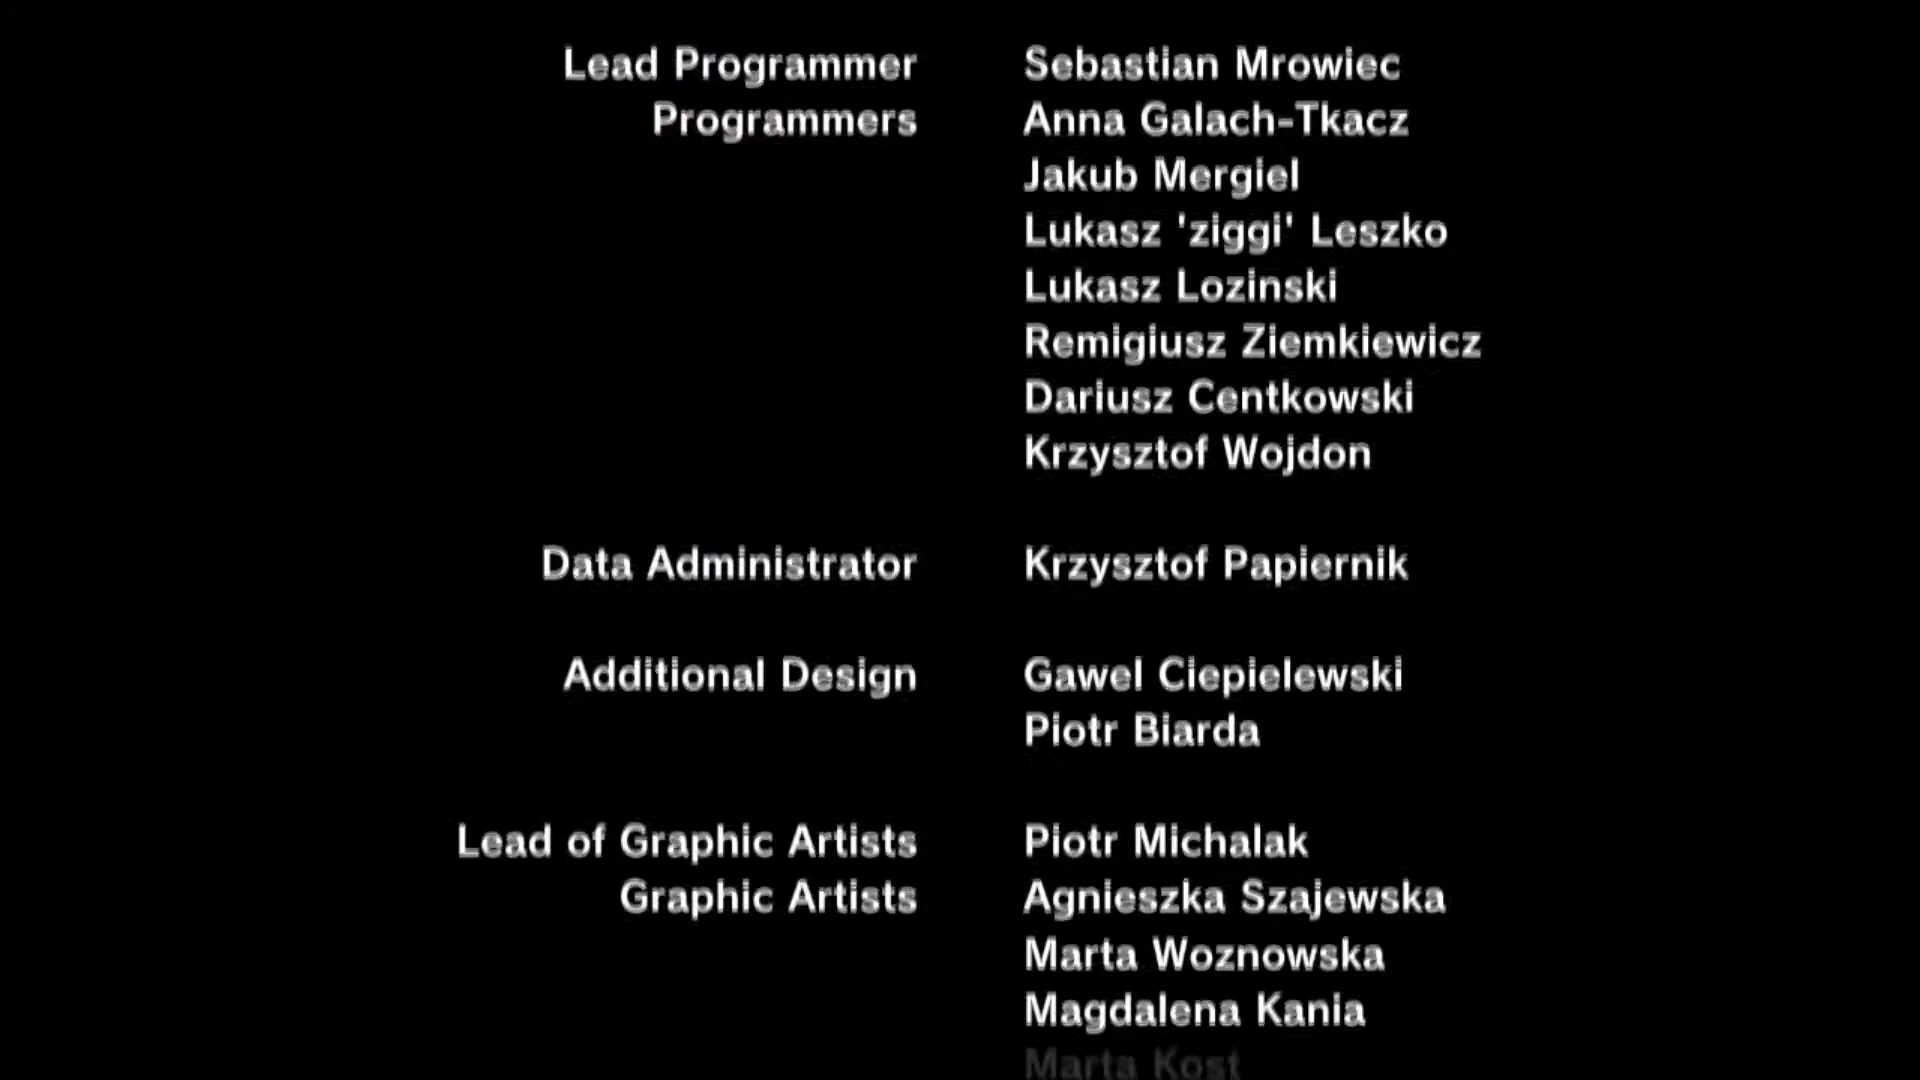 Lead Programmer Sebastian Mrowiec
Programmers Anna Galach-Tkacz
Jakub Mergiel
Lukasz 'ziggi' Leszko
Lukasz Lozinski
Remigiusz Ziemkiewicz
Dariusz Centkowski
Krzysztof Wojdon
Data Administrator Krzysztof Papiernik
Additional Design Gawel Ciepielewski
Piotr Biarda
Lead of Graphic Artists Piotr Michalak
Graphic Artists Agnieszka Szajewska
Marta Woznowska
Magdalena Kania
Marta Kost